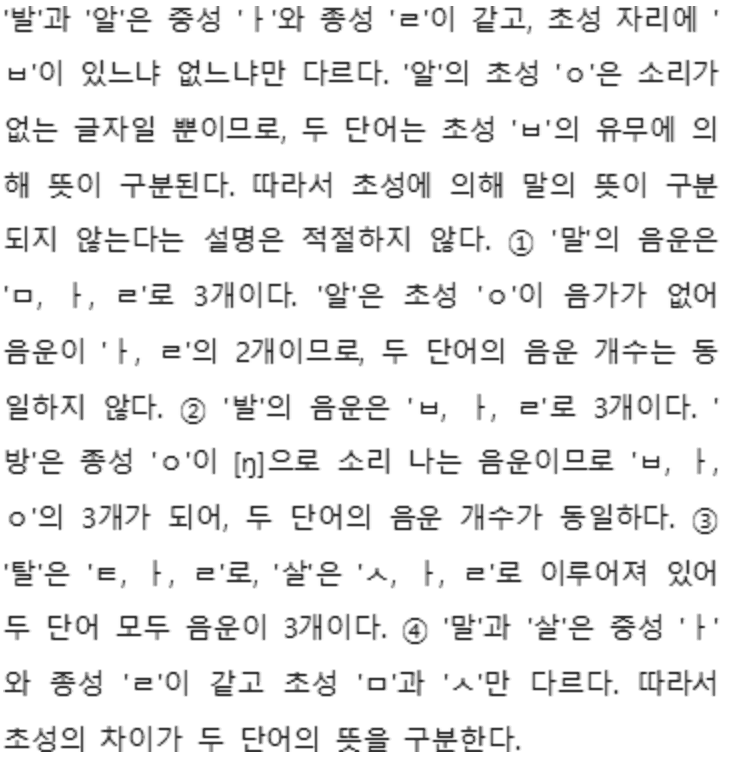 '발'과 '알'은 중성 'ㅏ'와 종성 'ㄹ'이 같고, 초성 자리에 '
ㅂ'이 있느냐 없느냐만 다르다. '알'의 초성 'ㅇ'은 소리가
없는 글자일 뿐이므로, 두 단어는 초성 'ㅂ'의 유무에 의
해 뜻이 구분된다. 따라서 초성에 의해 말의 뜻이 구분
되지 않는다는 설명은 적절하지 않다. ① '말'의 음운은
'ㅁ, ㅏ, ㄹ'로 3개이다. '알'은 초성 'ㅇ'이 음가가 없어
음운이 'ㅏ, ㄹ'의 2개이므로, 두 단어의 음운 개수는 동
일하지 않다. ② '발'의 음운은 'ㅂ, ㅏ, ㄹ'로 3개이다. '
방'은 종성 'ㅇ'이 [ŋ]으로 소리 나는 음운이므로 'ㅂ, ㅏ,
ㅇ'의 3개가 되어, 두 단어의 음운 개수가 동일하다. ③
'탈'은 'ㅌ, ㅏ, ㄹ'로, '살'은 'ㅅ, ㅏ, ㄹ'로 이루어져 있어
두 단어 모두 음운이 3개이다. ④ '말'과 '살'은 중성 'ㅏ'
와 종성 'ㄹ'이 같고 초성 'ㅁ'과 'ㅅ'만 다르다. 따라서
초성의 차이가 두 단어의 뜻을 구분한다.